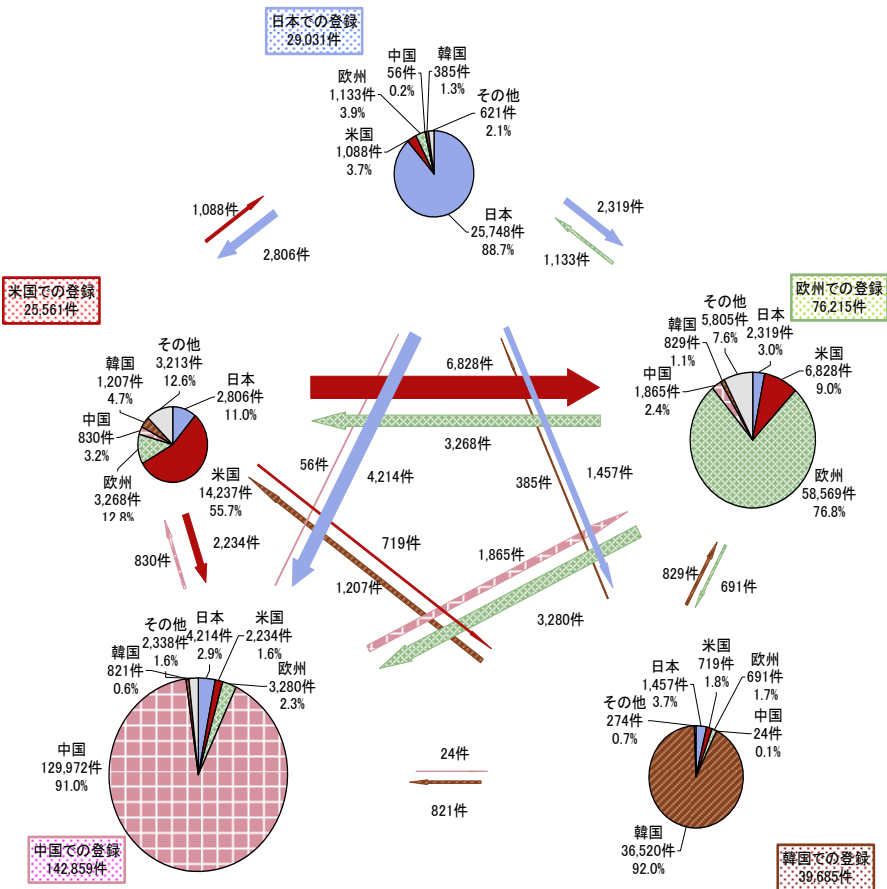 日本での登録
29,031件
中国
56件
0.2%
韓国
385件
1.3%
欧州
1,133件
3.9%
その他
621件
2.1%
米国
1,088件
3.7%
日本
25,748件
88.7%
1,088件
2,806件
2,319件
1,133件
米国での登録
25,561件
欧州での登録
76,215件
その他
3,213件
12.6%
韓国
1,207件
4.7%
日本
2,806件
11.0%
中国
830件
3.2%
欧州
3,268件
12.8%
米国
14,237件
55.7%
6,828件
3,268件
その他
5,805件
7.6%
日本
2,319件
3.0%
韓国
829件
1.1%
米国
6,828件
9.0%
中国
1,865件
2.4%
欧州
58,569件
76.8%
56件
4,214件
385件
1,457件
830件
2,234件
719件
1,207件
1,865件
3,280件
829件
691件
その他
2,338件
1.6%
日本
4,214件
2.9%
米国
2,234件
1.6%
韓国
821件
0.6%
欧州
3,280件
2.3%
中国
129,972件
91.0%
中国での登録
142,859件
24件
821件
日本
1,457件
3.7%
米国
719件
1.8%
欧州
691件
1.7%
その他
274件
0.7%
中国
24件
0.1%
韓国
36,520件
92.0%
韓国での登録
39,685件